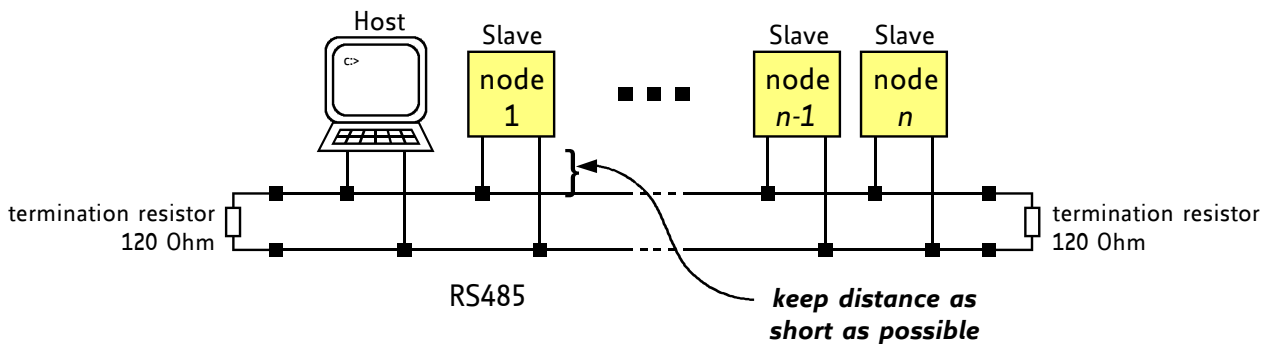 Host
Slave
Slave
Slave
C:>
node
1
node
n-1
node
n
termination resistor
120 Ohm
termination resistor
120 Ohm
RS485
keep distance as
short as possible